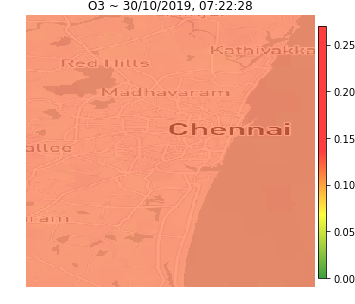 O3 ~ 30/10/2019, 07:22:28
Kathivakka
Red Hills
Madhavaram
Chennai
allee
ram
0.25
0.20
0.15
0.10
0.05
0.00